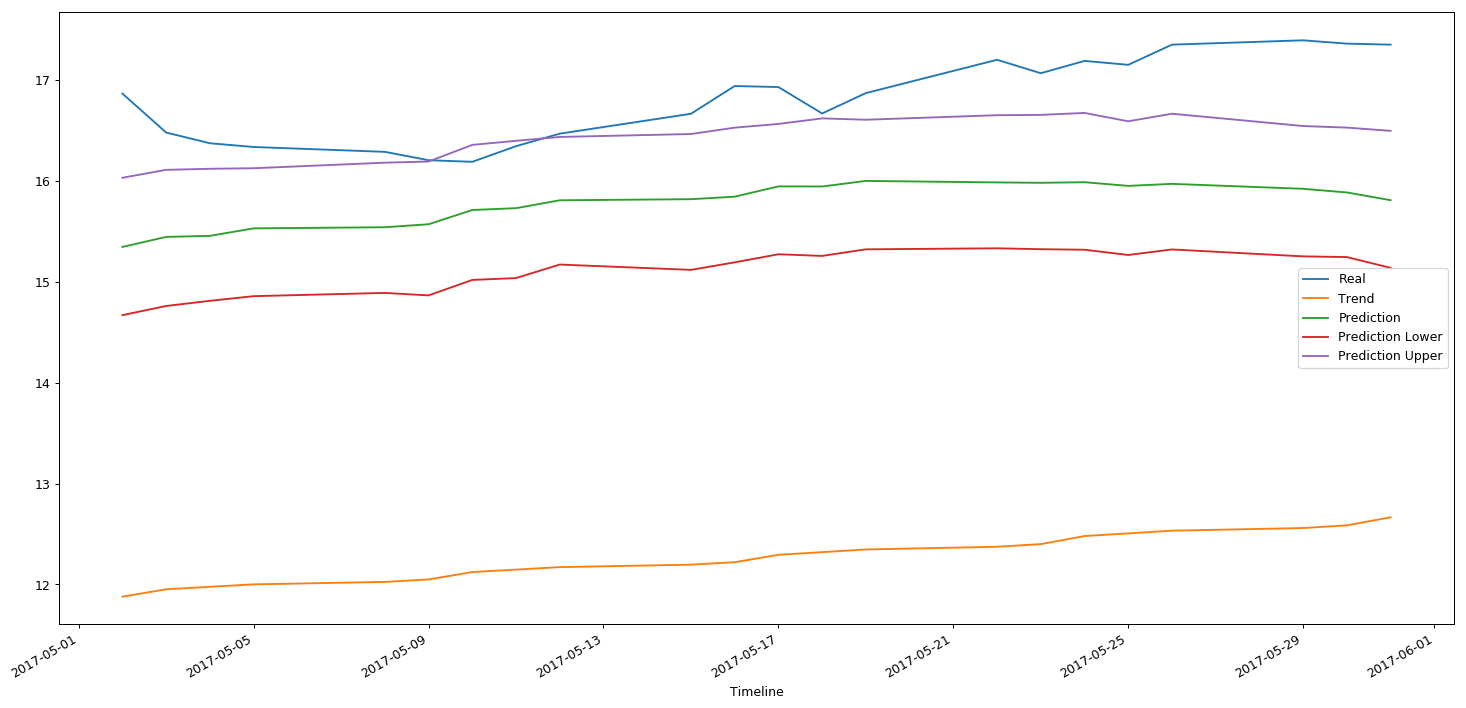 17
16
15
14
13
12
Real
Trend
Prediction
Prediction Lower
Prediction Upper
2017-05-01
2017-05-05
2017-05-09
2017-05-13
2017-05-17
2017-05-21
2017-05-25
2017-05-29
2017-06-01
Timeline